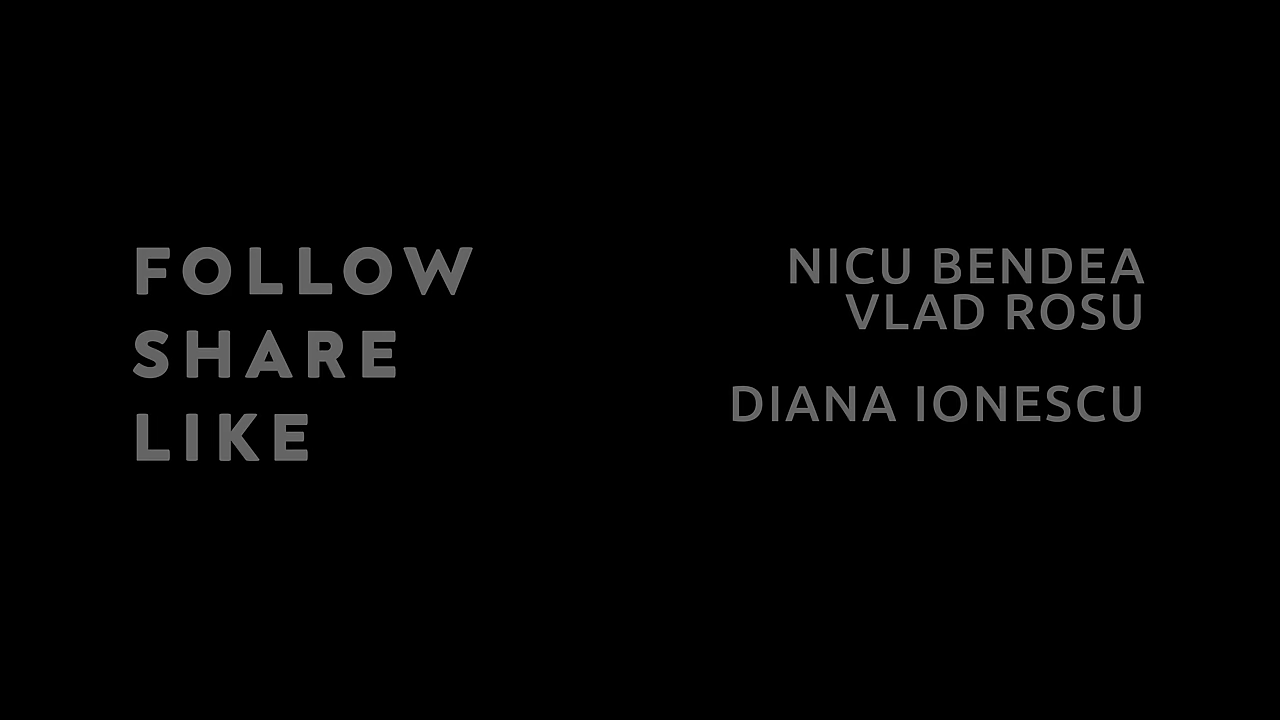 FOLLOW
SHARE
LIKE
NICU BENDEA
VLAD ROSU
DIANA IONESCU